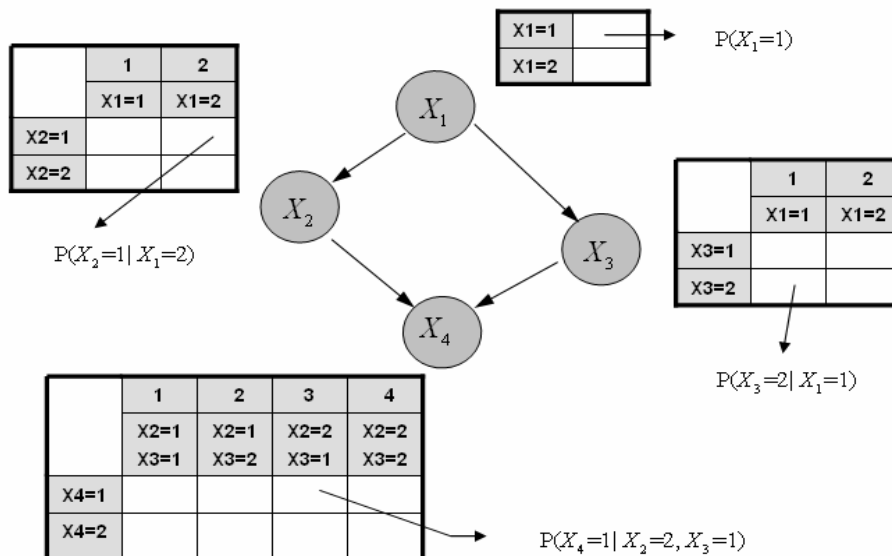 X1=1
X1=2
P(X₁=1)
1 2
X1=1 X1=2
X2=1
X2=2
P(X₂=1| X₁=2)
X₁
X₂
X₃
X₄
1 2
X1=1 X1=2
X3=1
X3=2
P(X₃=2| X₁=1)
1 2 3 4
X2=1 X2=1 X2=2 X2=2
X3=1 X3=2 X3=1 X3=2
X4=1
X4=2
P(X₄=1| X₂=2, X₃=1)